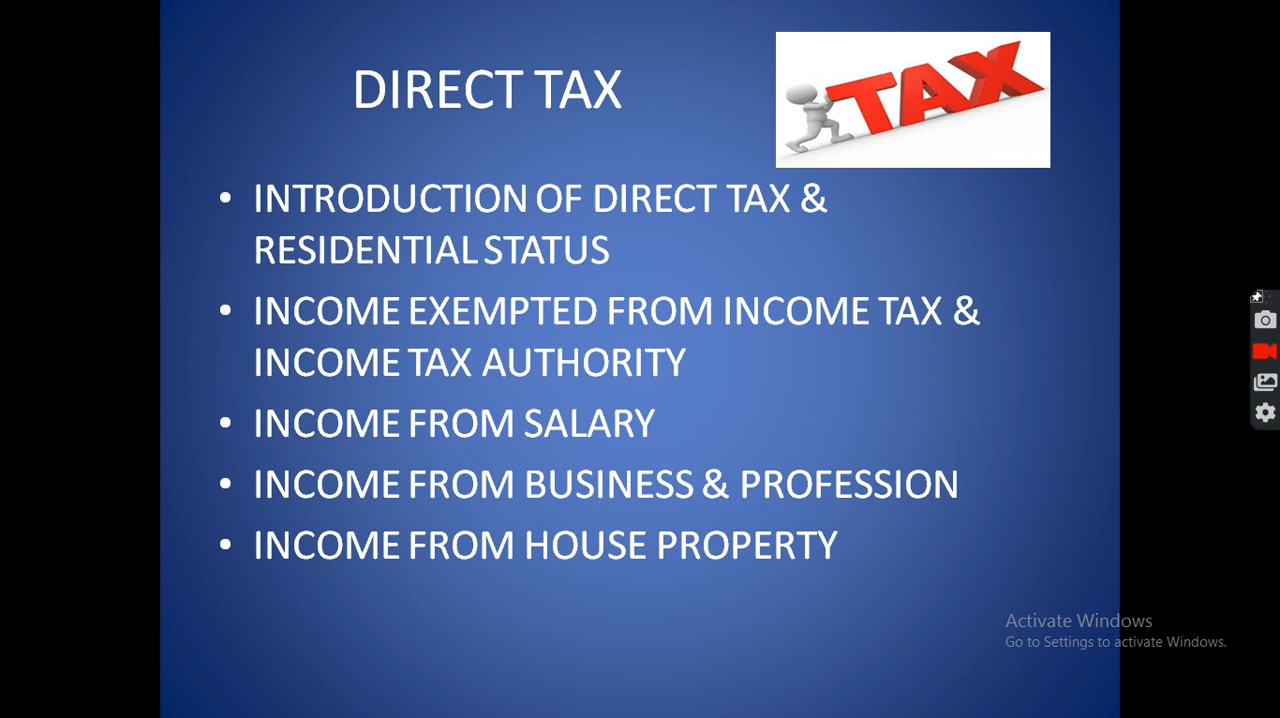 DIRECT TAX
TAX
• INTRODUCTION OF DIRECT TAX &
RESIDENTIAL STATUS
• INCOME EXEMPTED FROM INCOME TAX &
INCOME TAX AUTHORITY
• INCOME FROM SALARY
• INCOME FROM BUSINESS & PROFESSION
• INCOME FROM HOUSE PROPERTY
Activate Windows
Go to Settings to activate Windows.